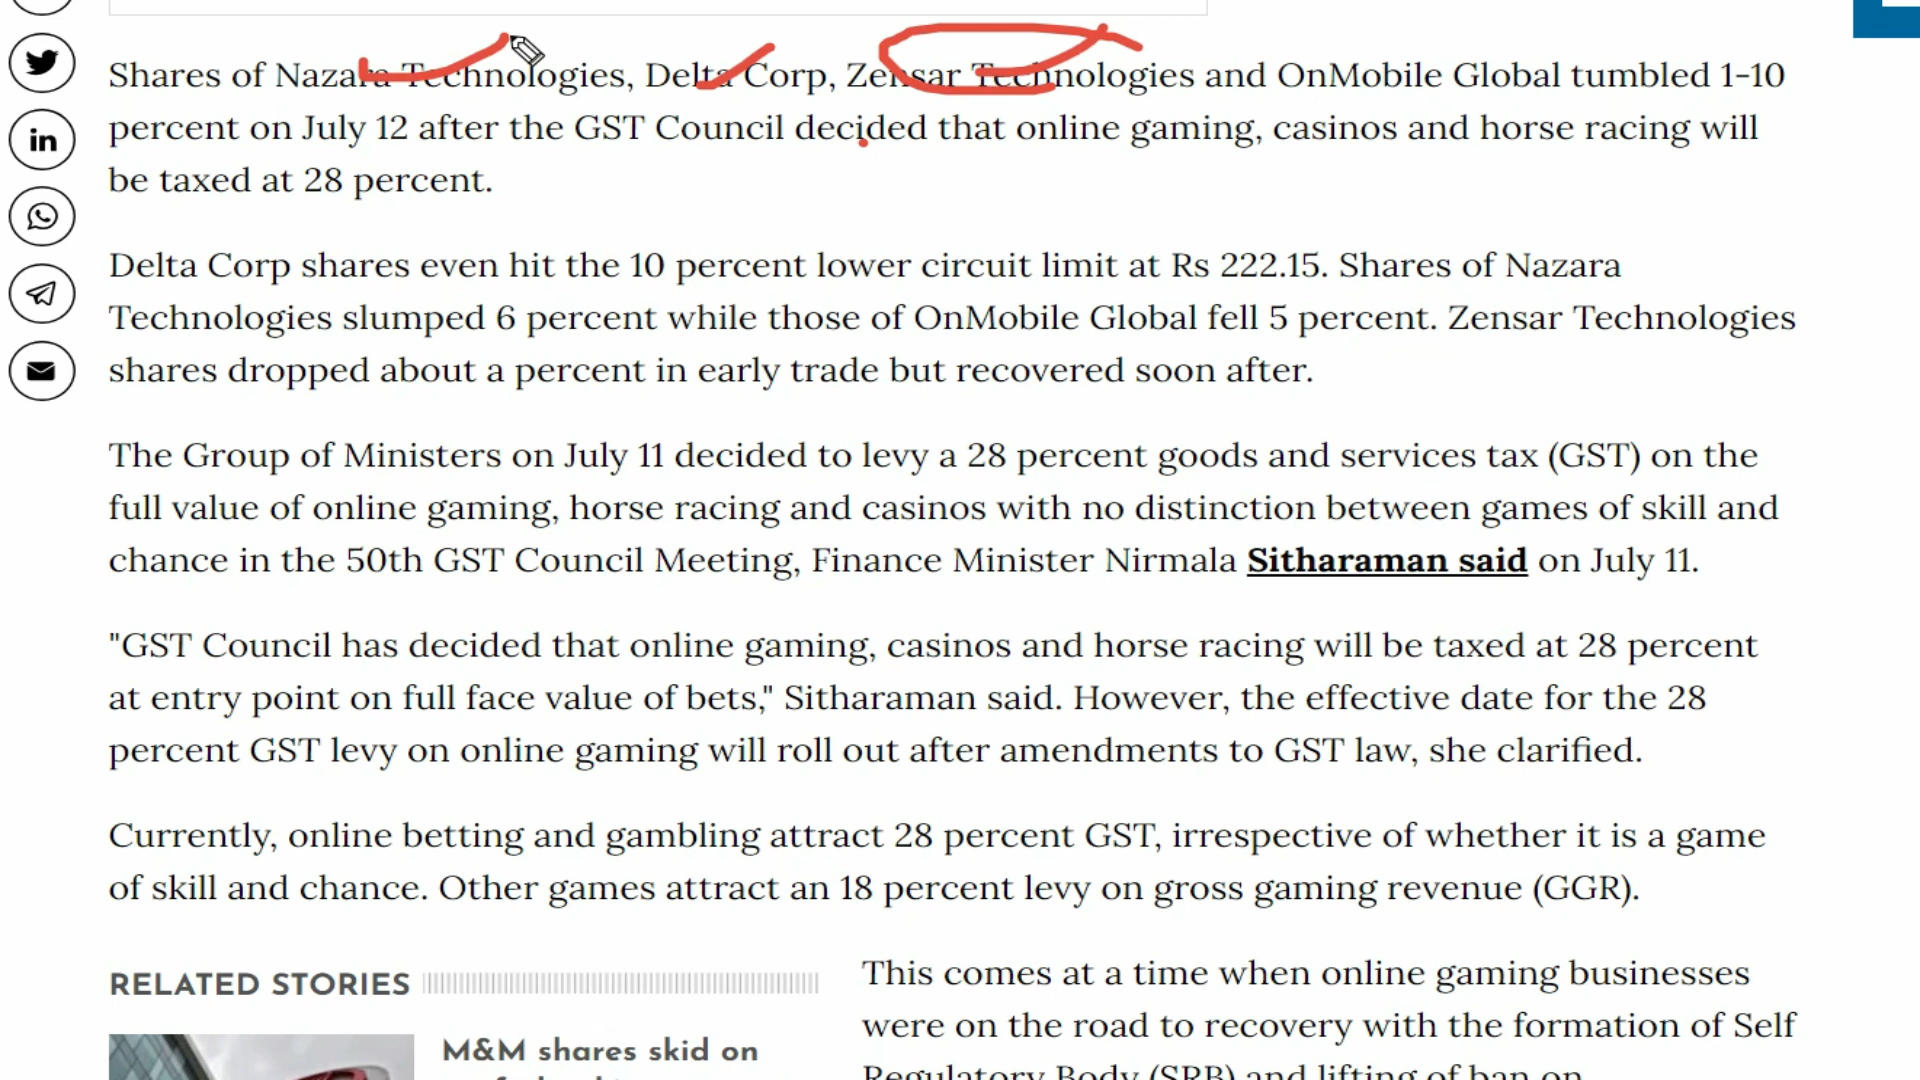 Shares of Nazara Technologies, Delta Corp, Zensar Technologies and OnMobile Global tumbled 1-10
percent on July 12 after the GST Council decided that online gaming, casinos and horse racing will
be taxed at 28 percent.
Delta Corp shares even hit the 10 percent lower circuit limit at Rs 222.15. Shares of Nazara
Technologies slumped 6 percent while those of OnMobile Global fell 5 percent. Zensar Technologies
shares dropped about a percent in early trade but recovered soon after.
The Group of Ministers on July 11 decided to levy a 28 percent goods and services tax (GST) on the
full value of online gaming, horse racing and casinos with no distinction between games of skill and
chance in the 50th GST Council Meeting, Finance Minister Nirmala Sitharaman said on July 11.
"GST Council has decided that online gaming, casinos and horse racing will be taxed at 28 percent
at entry point on full face value of bets," Sitharaman said. However, the effective date for the 28
percent GST levy on online gaming will roll out after amendments to GST law, she clarified.
Currently, online betting and gambling attract 28 percent GST, irrespective of whether it is a game
of skill and chance. Other games attract an 18 percent levy on gross gaming revenue (GGR).
RELATED STORIES
M&M shares skid on
This comes at a time when online gaming businesses
were on the road to recovery with the formation of Self
Regulatory Body (SRB) and lifting of ban on
in